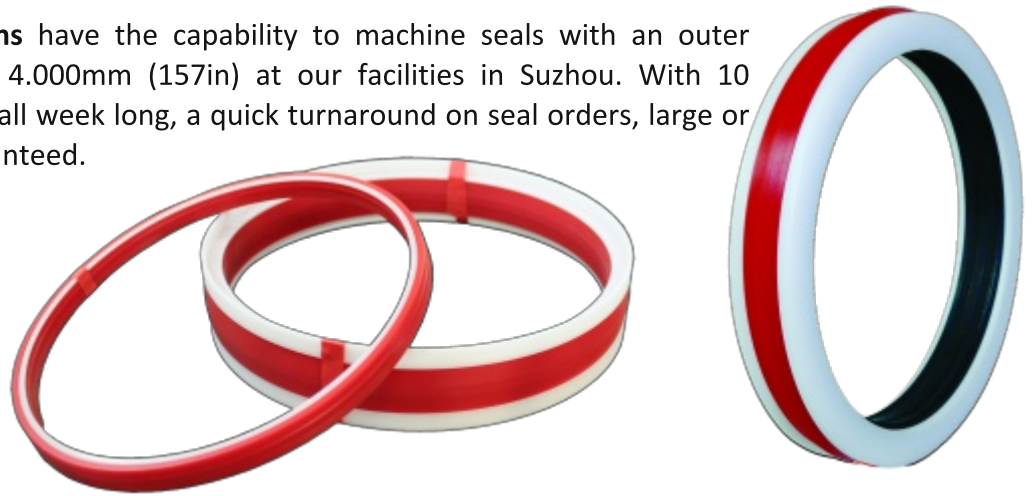 ns have the capability to machine seals with an outer
4.000mm (157in) at our facilities in Suzhou. With 10
all week long, a quick turnaround on seal orders, large or
nteed.